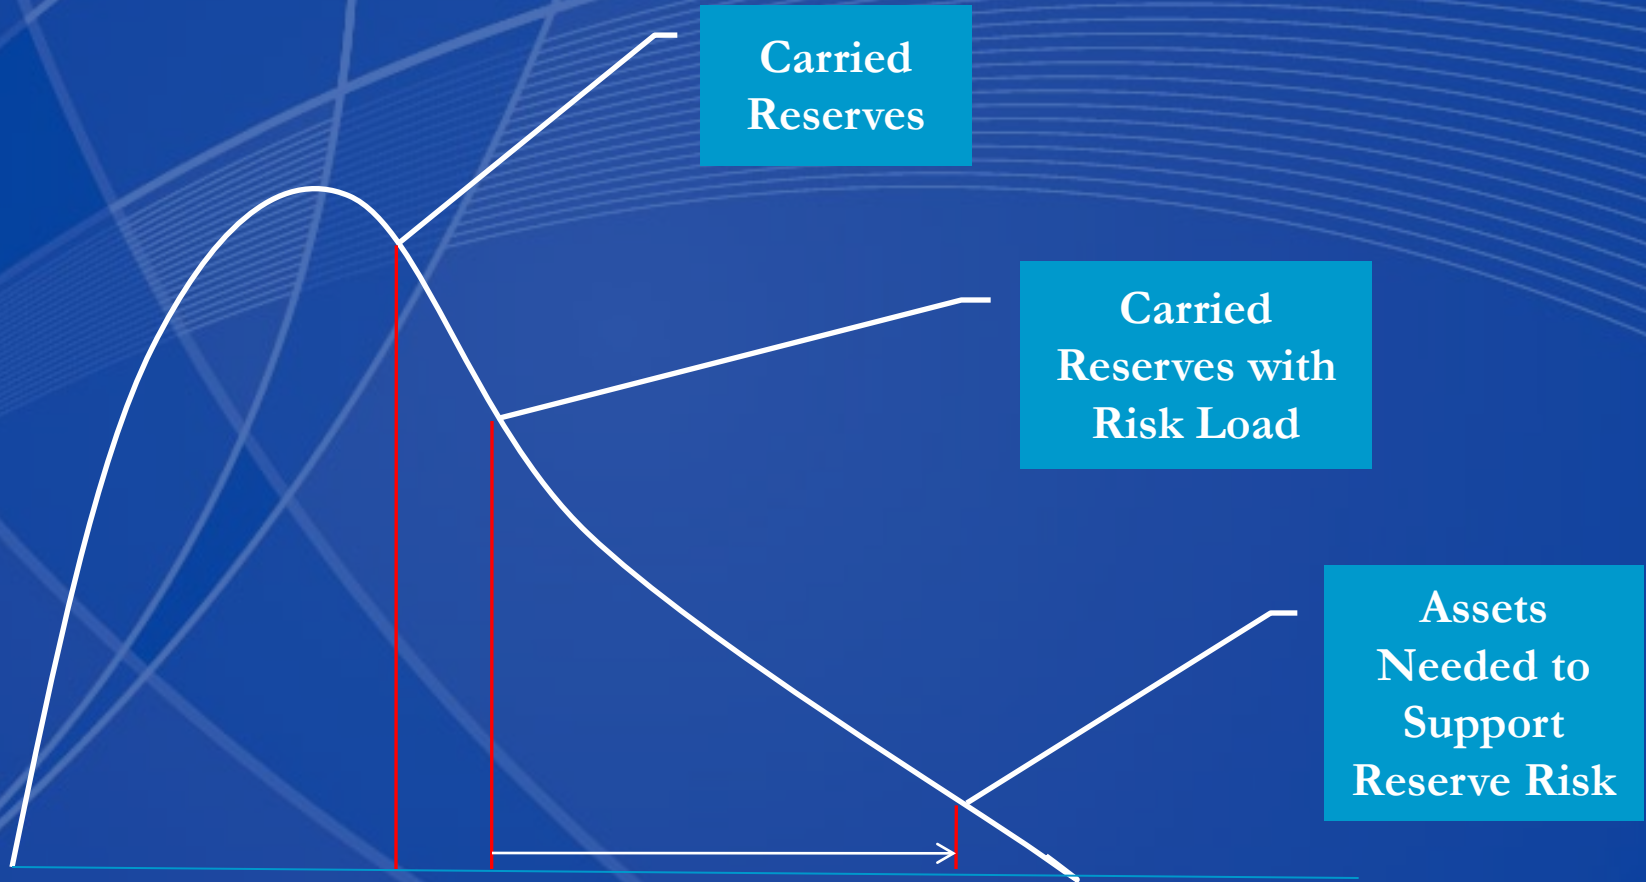 Carried
Reserves
Carried
Reserves with
Risk Load
Assets
Needed to
Support
Reserve Risk